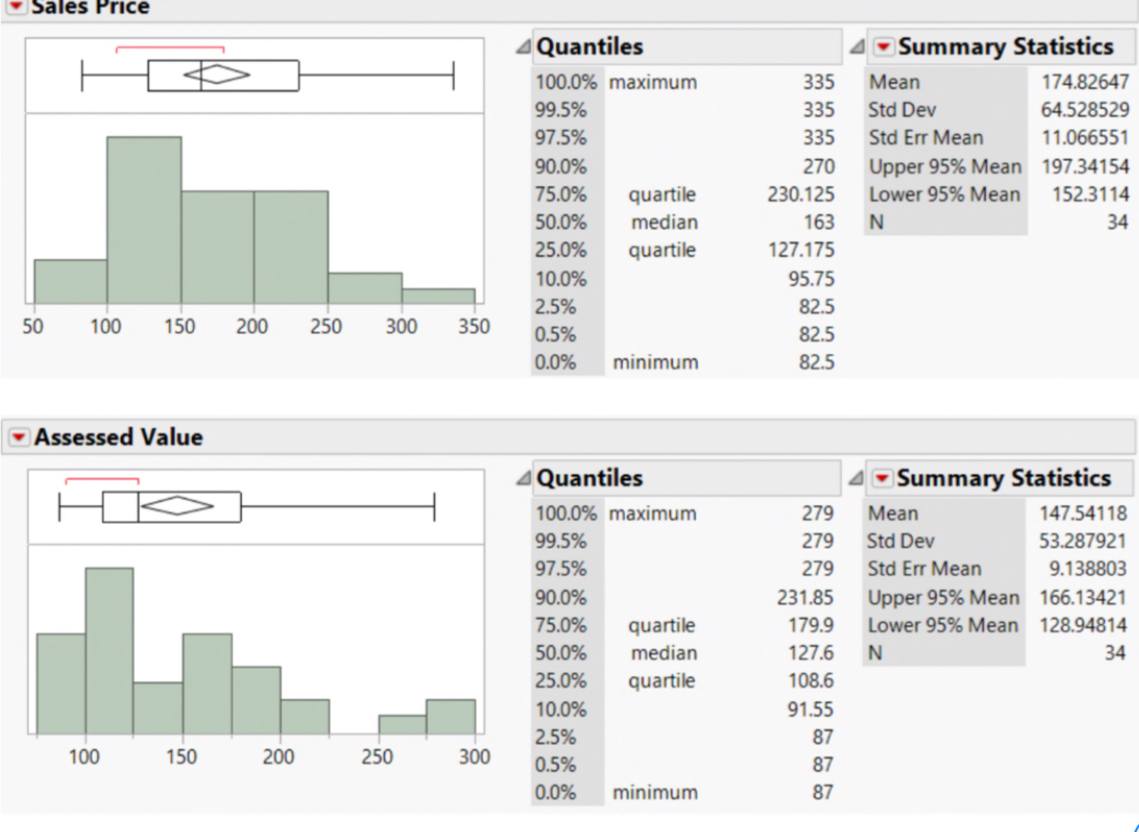 Sales Price
Quantiles
100.0% maximum 335
99.5% 335
97.5% 335
90.0% 270
75.0% quartile 230.125
50.0% median 163
25.0% quartile 127.175
10.0% 95.75
2.5% 82.5
0.5% 82.5
0.0% minimum 82.5
Summary Statistics
Mean 174.82647
Std Dev 64.528529
Std Err Mean 11.066551
Upper 95% Mean 197.34154
Lower 95% Mean 152.3114
N 34
50 100 150 200 250 300 350
Assessed Value
Quantiles
100.0% maximum 279
99.5% 279
97.5% 279
90.0% 231.85
75.0% quartile 179.9
50.0% median 127.6
25.0% quartile 108.6
10.0% 91.55
2.5% 87
0.5% 87
0.0% minimum 87
Summary Statistics
Mean 147.54118
Std Dev 53.287921
Std Err Mean 9.138803
Upper 95% Mean 166.13421
Lower 95% Mean 128.94814
N 34
100 150 200 250 300